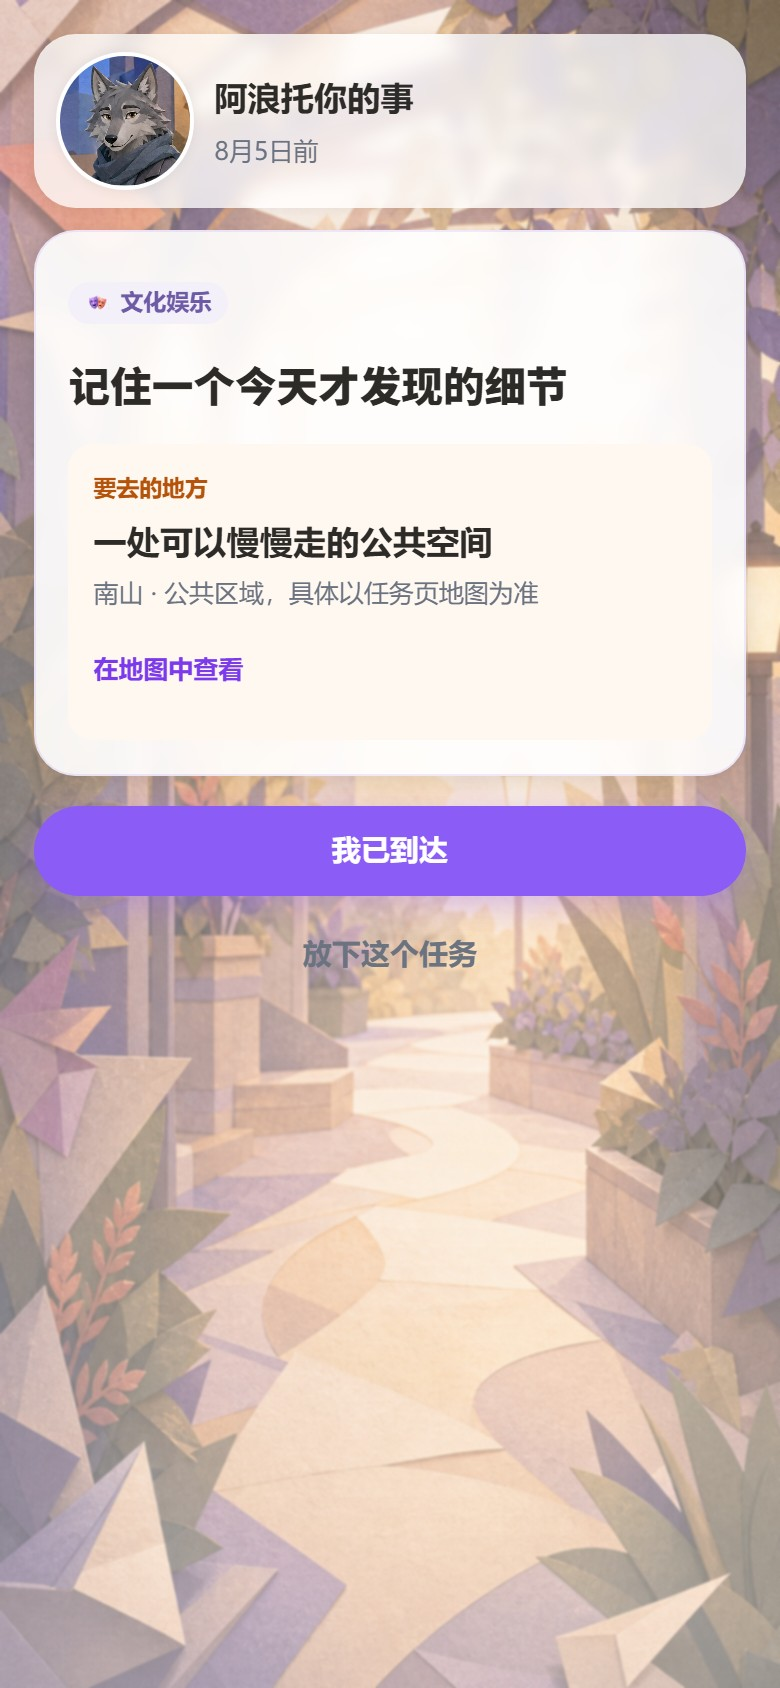 阿浪托你的事
8月5日前
文化娱乐
记住一个今天才发现的细节
要去的地方
一处可以慢慢走的公共空间
南山 · 公共区域，具体以任务页地图为准
在地图中查看
我已到达
放下这个任务